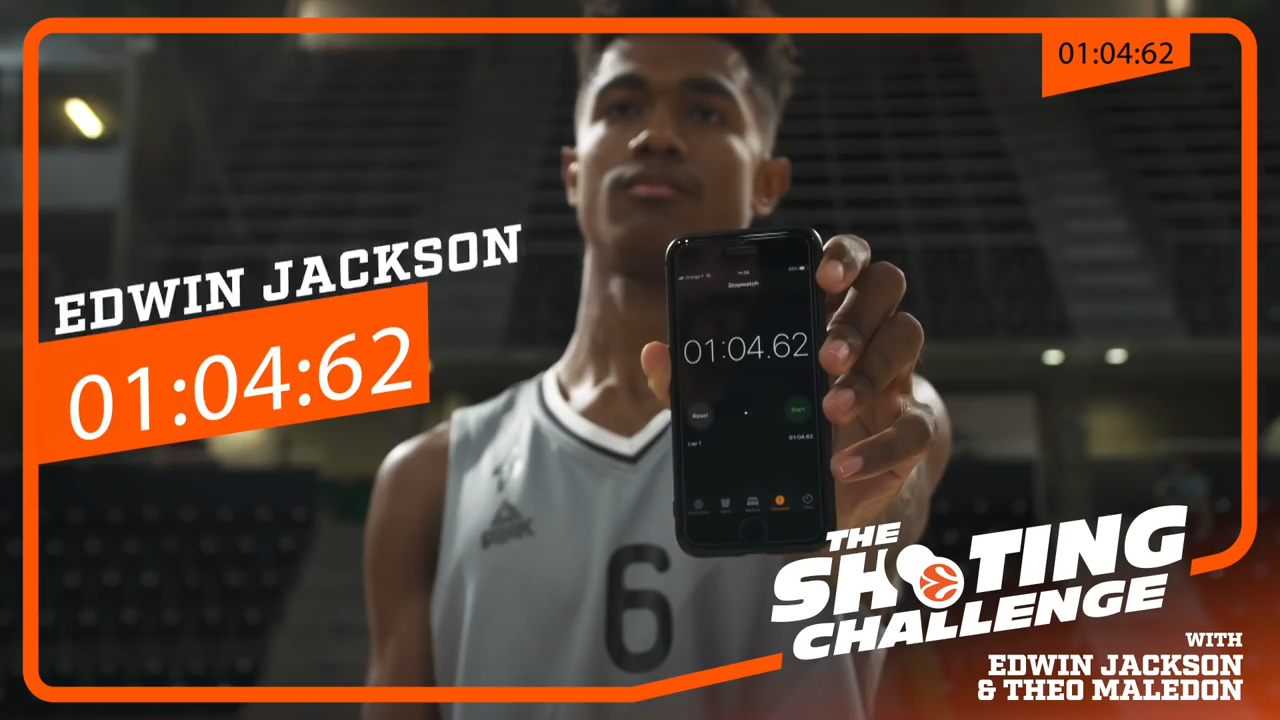 01:04:62
EDWIN JACKSON
01:04:62
Stopwatch
01:04.62
Reset
Start
Lap 1
01:04.62
PEAK
6
THE
SHOOTING
CHALLENGE
WITH
EDWIN JACKSON
& THEO MALEDON